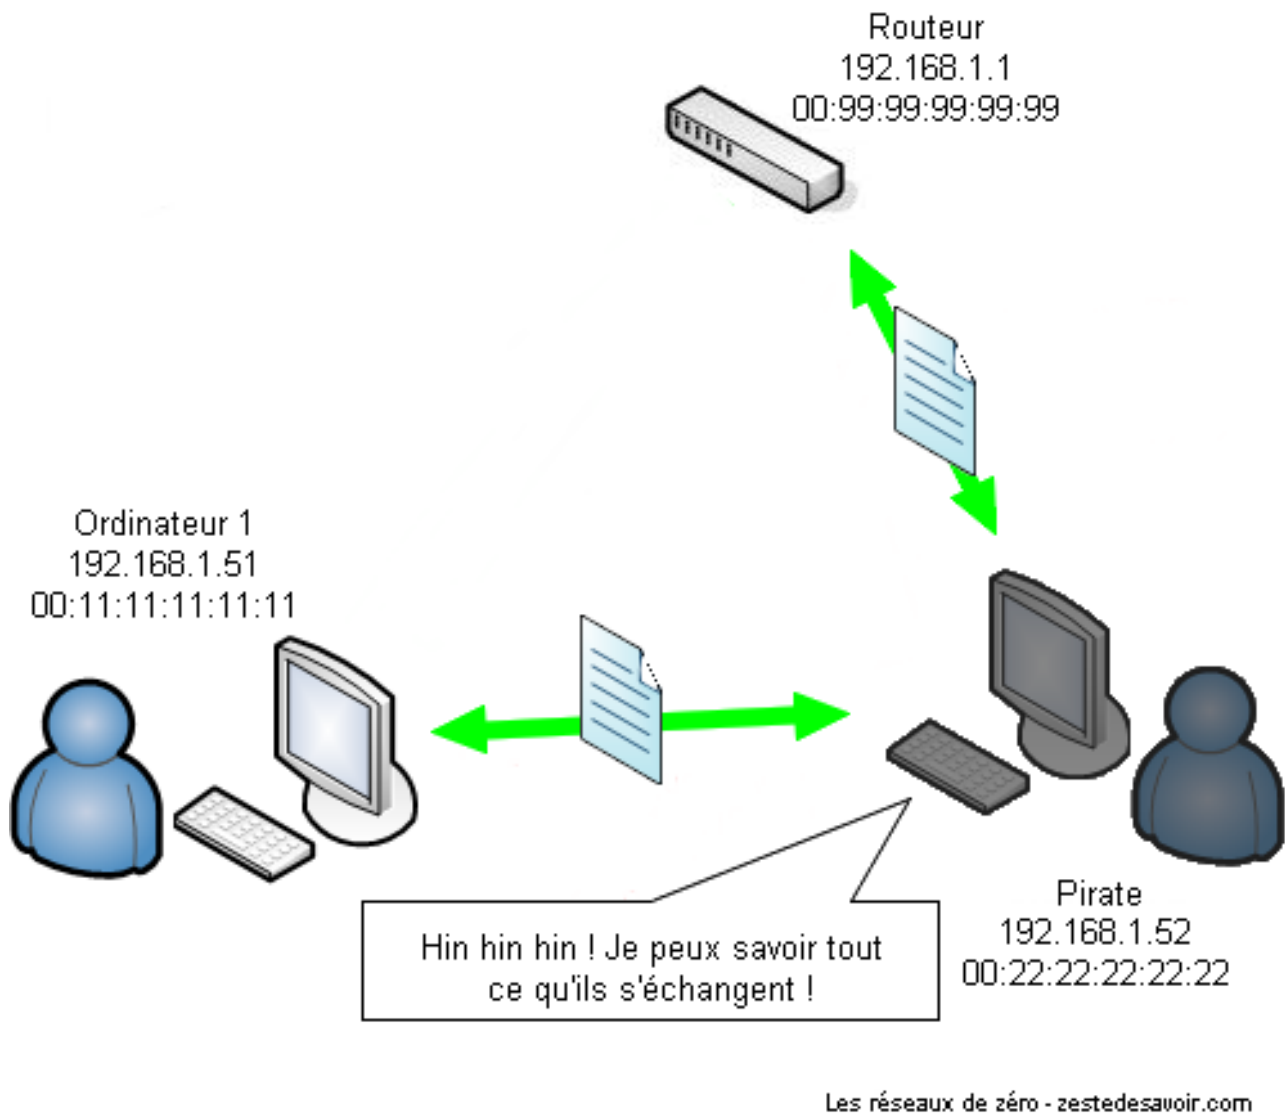 Routeur
192.168.1.1
00:99:99:99:99:99
Ordinateur 1
192.168.1.51
00:11:11:11:11:11
Hin hin hin ! Je peux savoir tout
ce qu'ils s'échangent !
Pirate
192.168.1.52
00:22:22:22:22:22
Les réseaux de zéro - zestedesavoir.com